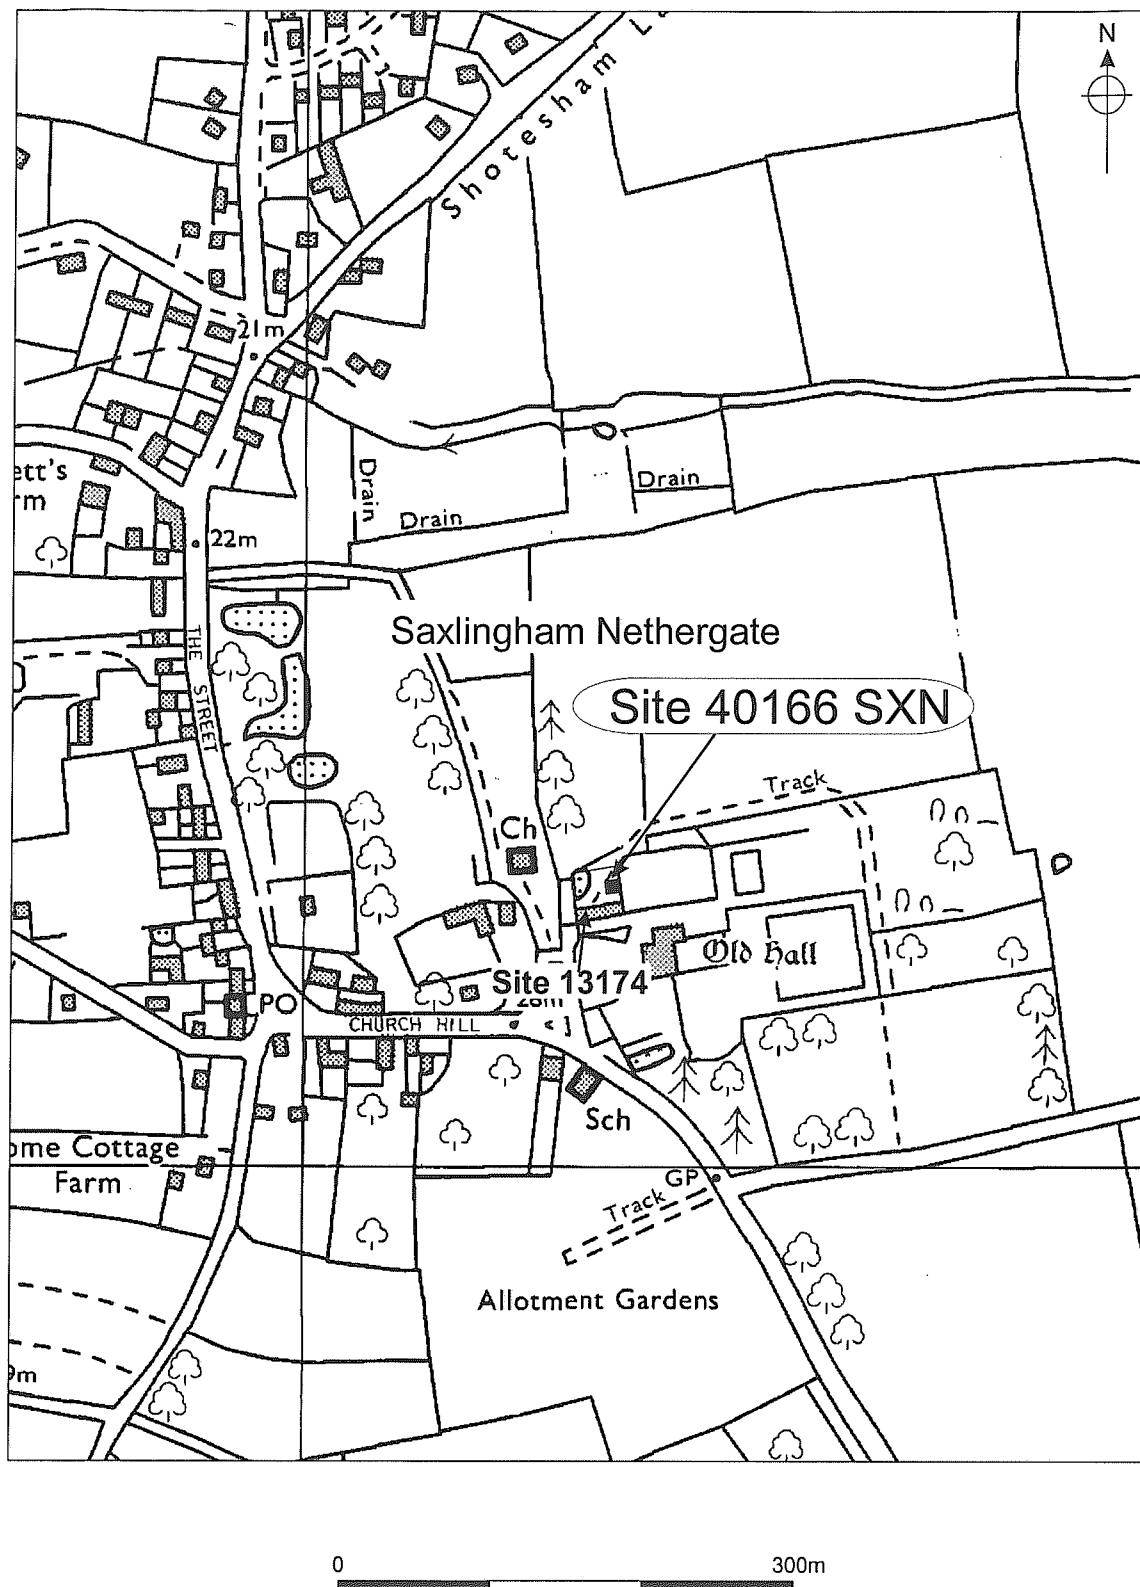 N
Shotesham
21m
ett's
rm
Drain
Drain
Drain
22m
THE STREET
Saxlingham Nethergate
Site 40166 SXN
Track
Ch
Old Hall
Site 13174
28m
PO
CHURCH HILL
Sch
ome Cottage
Farm
GP
Track
Allotment Gardens
9m
0
300m